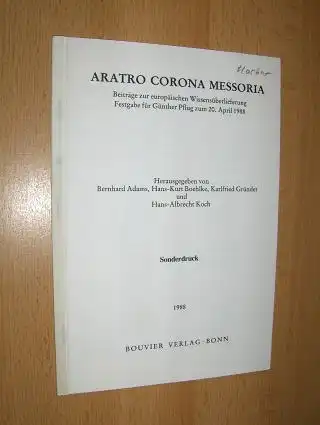 ARATRO CORONA MESSORIA
Beiträge zur europäischen Wissensüberlieferung
Festgabe für Günther Pflug zum 20. April 1988
Herausgegeben von
Bernhard Adams, Hans-Kurt Boehlke, Karlfried Gründer
und
Hans-Albrecht Koch
Sonderdruck
1988
BOUVIER VERLAG · BONN